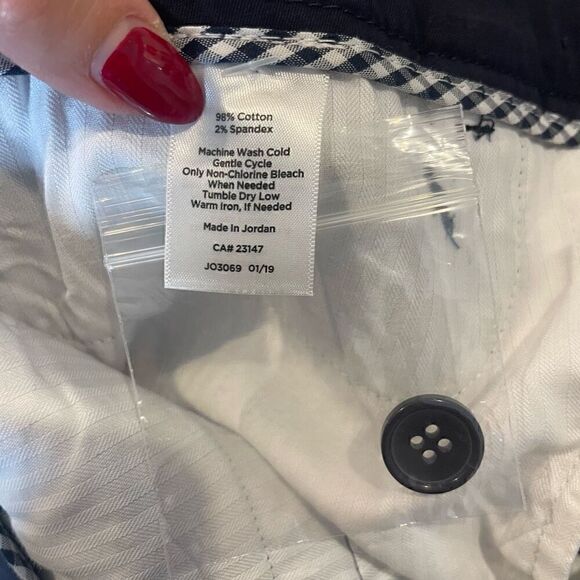 98% Cotton
2% Spandex
Machine Wash Cold
Gentle Cycle
Only Non-Chlorine Bleach
When Needed
Tumble Dry Low
Warm Iron, If Needed
Made in Jordan
CA# 23147
JO3069 01/19